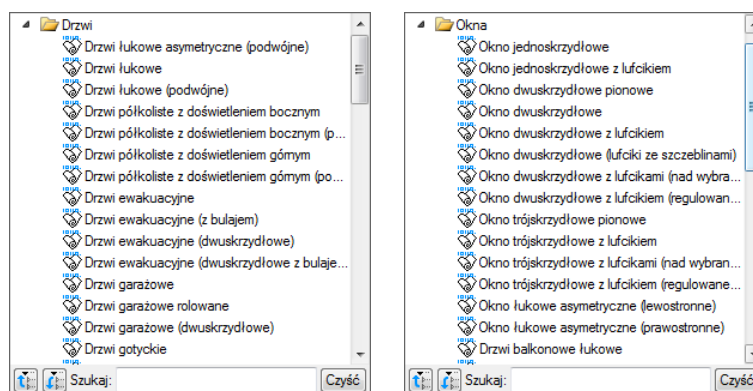 Drzwi
Drzwi łukowe asymetryczne (podwójne)
Drzwi łukowe
Drzwi łukowe (podwójne)
Drzwi półkoliste z doświetleniem bocznym
Drzwi półkoliste z doświetleniem bocznym (p...
Drzwi półkoliste z doświetleniem górnym
Drzwi półkoliste z doświetleniem górnym (po...
Drzwi ewakuacyjne
Drzwi ewakuacyjne (z bulajem)
Drzwi ewakuacyjne (dwuskrzydłowe)
Drzwi ewakuacyjne (dwuskrzydłowe z bulaje...
Drzwi garażowe
Drzwi garażowe rolowane
Drzwi garażowe (dwuskrzydłowe)
Drzwi gotyckie
Szukaj:
Czyść
Okna
Okno jednoskrzydłowe
Okno jednoskrzydłowe z lufcikiem
Okno dwuskrzydłowe pionowe
Okno dwuskrzydłowe
Okno dwuskrzydłowe z lufcikiem
Okno dwuskrzydłowe (lufciki ze szczeblinami)
Okno dwuskrzydłowe z lufcikami (nad wybra...
Okno dwuskrzydłowe z lufcikiem (regulowan...
Okno trójskrzydłowe pionowe
Okno trójskrzydłowe z lufcikiem
Okno trójskrzydłowe z lufcikami (nad wybran...
Okno trójskrzydłowe z lufcikiem (regulowane...
Okno łukowe asymetryczne (lewostronne)
Okno łukowe asymetryczne (prawostronne)
Drzwi balkonowe łukowe
Szukaj:
Czyść